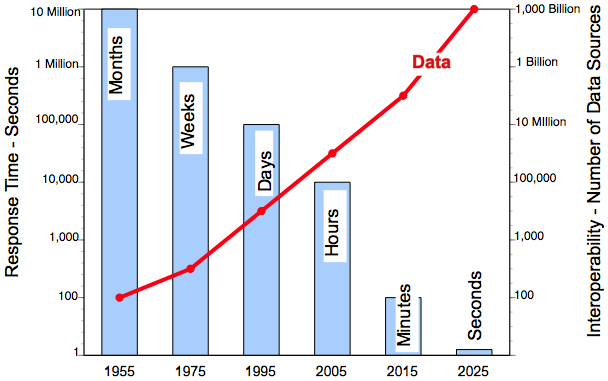 10 Million
1 Million
100,000
10,000
1,000
100
1
Response Time - Seconds
Months
Weeks
Days
Hours
Minutes
Seconds
Data
1,000 Billion
1 Billion
10 MIllion
100,000
1,000
100
1
Interoperability - Number of Data Sources
1955 1975 1995 2005 2015 2025